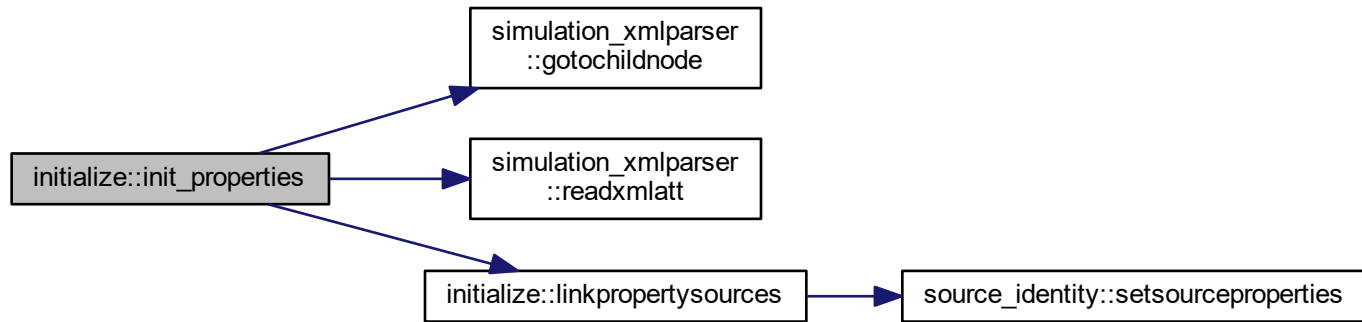 simulation_xmlparser
::gotochildnode
initialize::init_properties
simulation_xmlparser
::readxmlatt
initialize::linkpropertysources
source_identity::setsourceproperties